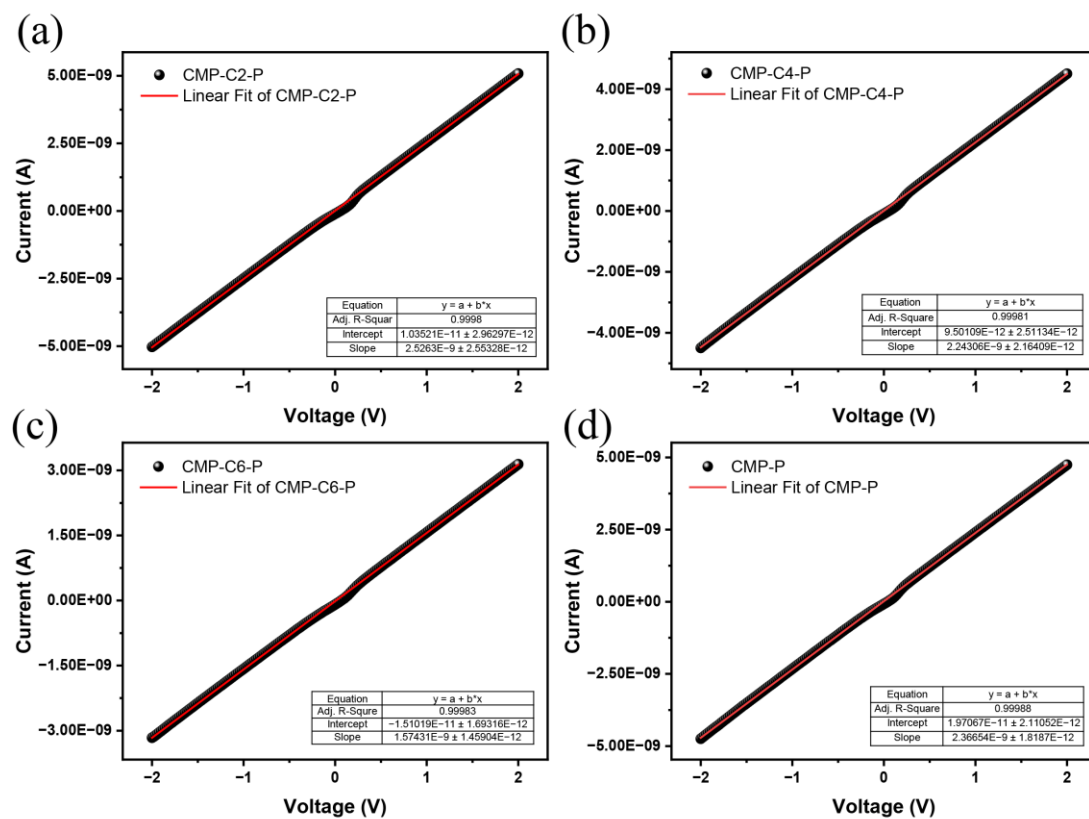 (a)
CMP-C2-P
Linear Fit of CMP-C2-P
5.00E−09
2.50E−09
0.00E+00
−2.50E−09
−5.00E−09
Current (A)
Equation y = a + b*x
Adj. R-Squar 0.9998
Intercept 1.03521E−11 ± 2.96297E−12
Slope 2.5263E−9 ± 2.55328E−12
−2 −1 0 1 2
Voltage (V)
(b)
CMP-C4-P
Linear Fit of CMP-C4-P
4.00E−09
2.00E−09
0.00E+00
−2.00E−09
−4.00E−09
Current (A)
Equation y = a + b*x
Adj. R-Square 0.99981
Intercept 9.50109E−12 ± 2.51134E−12
Slope 2.24306E−9 ± 2.16409E−12
−2 −1 0 1 2
Voltage (V)
(c)
CMP-C6-P
Linear Fit of CMP-C6-P
3.00E−09
1.50E−09
0.00E+00
−1.50E−09
−3.00E−09
Current (A)
Equation y = a + b*x
Adj. R-Squre 0.99983
Intercept −1.51019E−11 ± 1.69316E−12
Slope 1.57431E−9 ± 1.45904E−12
−2 −1 0 1 2
Voltage (V)
(d)
CMP-P
Linear Fit of CMP-P
5.00E−09
2.50E−09
0.00E+00
−2.50E−09
−5.00E−09
Current (A)
Equation y = a + b*x
Adj. R-Square 0.99988
Intercept 1.97067E−11 ± 2.11052E−12
Slope 2.36654E−9 ± 1.8187E−12
−2 −1 0 1 2
Voltage (V)